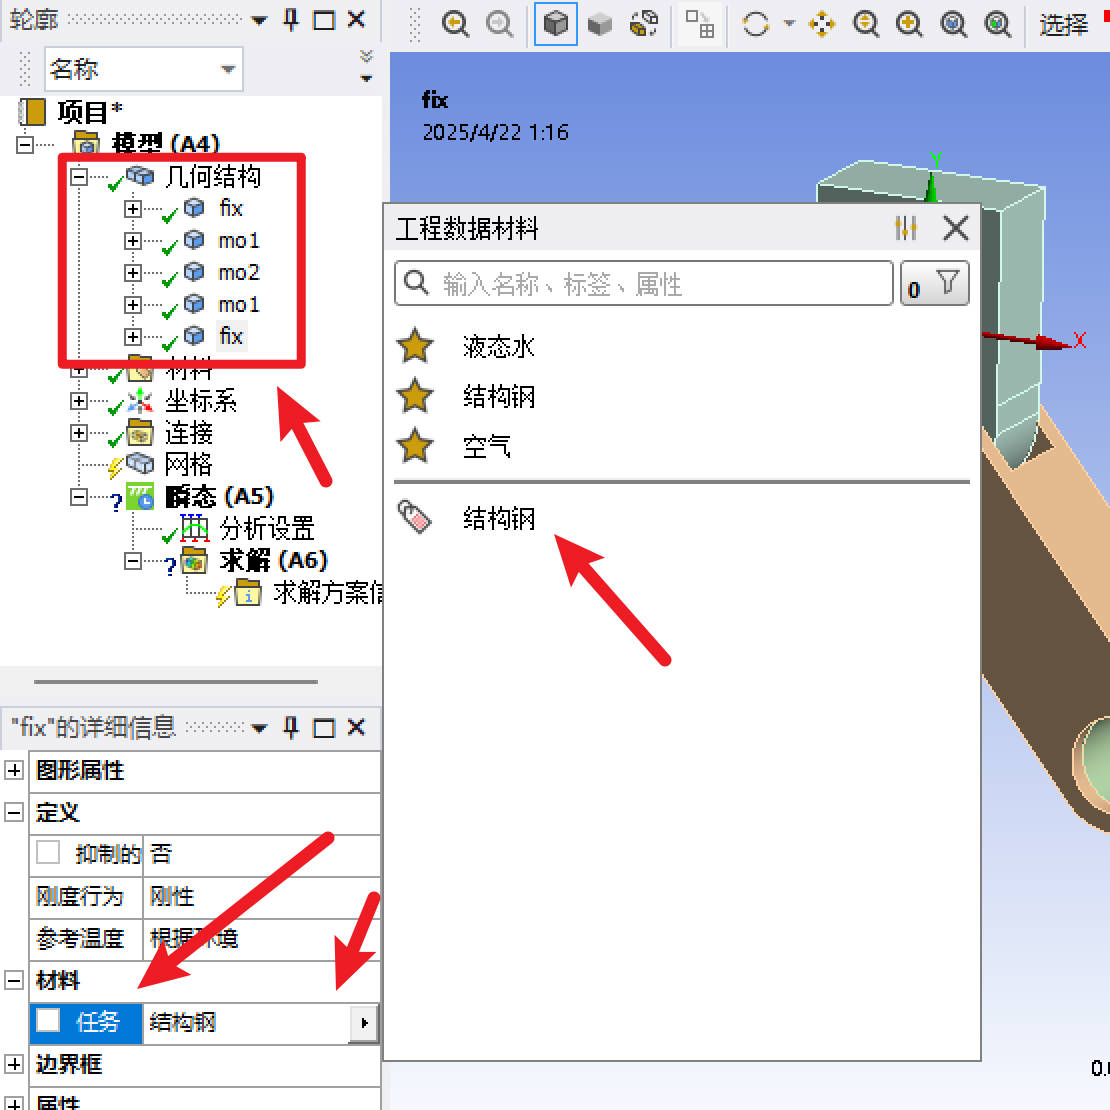 轮廓
选择
名称
项目*
模型 (A4)
几何结构
fix
mo1
mo2
mo1
fix
材料
坐标系
连接
网格
瞬态 (A5)
分析设置
求解 (A6)
求解方案信
fix
2025/4/22 1:16
Y
X
工程数据材料
输入名称、标签、属性
0
液态水
结构钢
空气
结构钢
"fix"的详细信息
图形属性
定义
抑制的 否
刚度行为 刚性
参考温度 根据环境
材料
任务 结构钢
边界框
属性
0.0